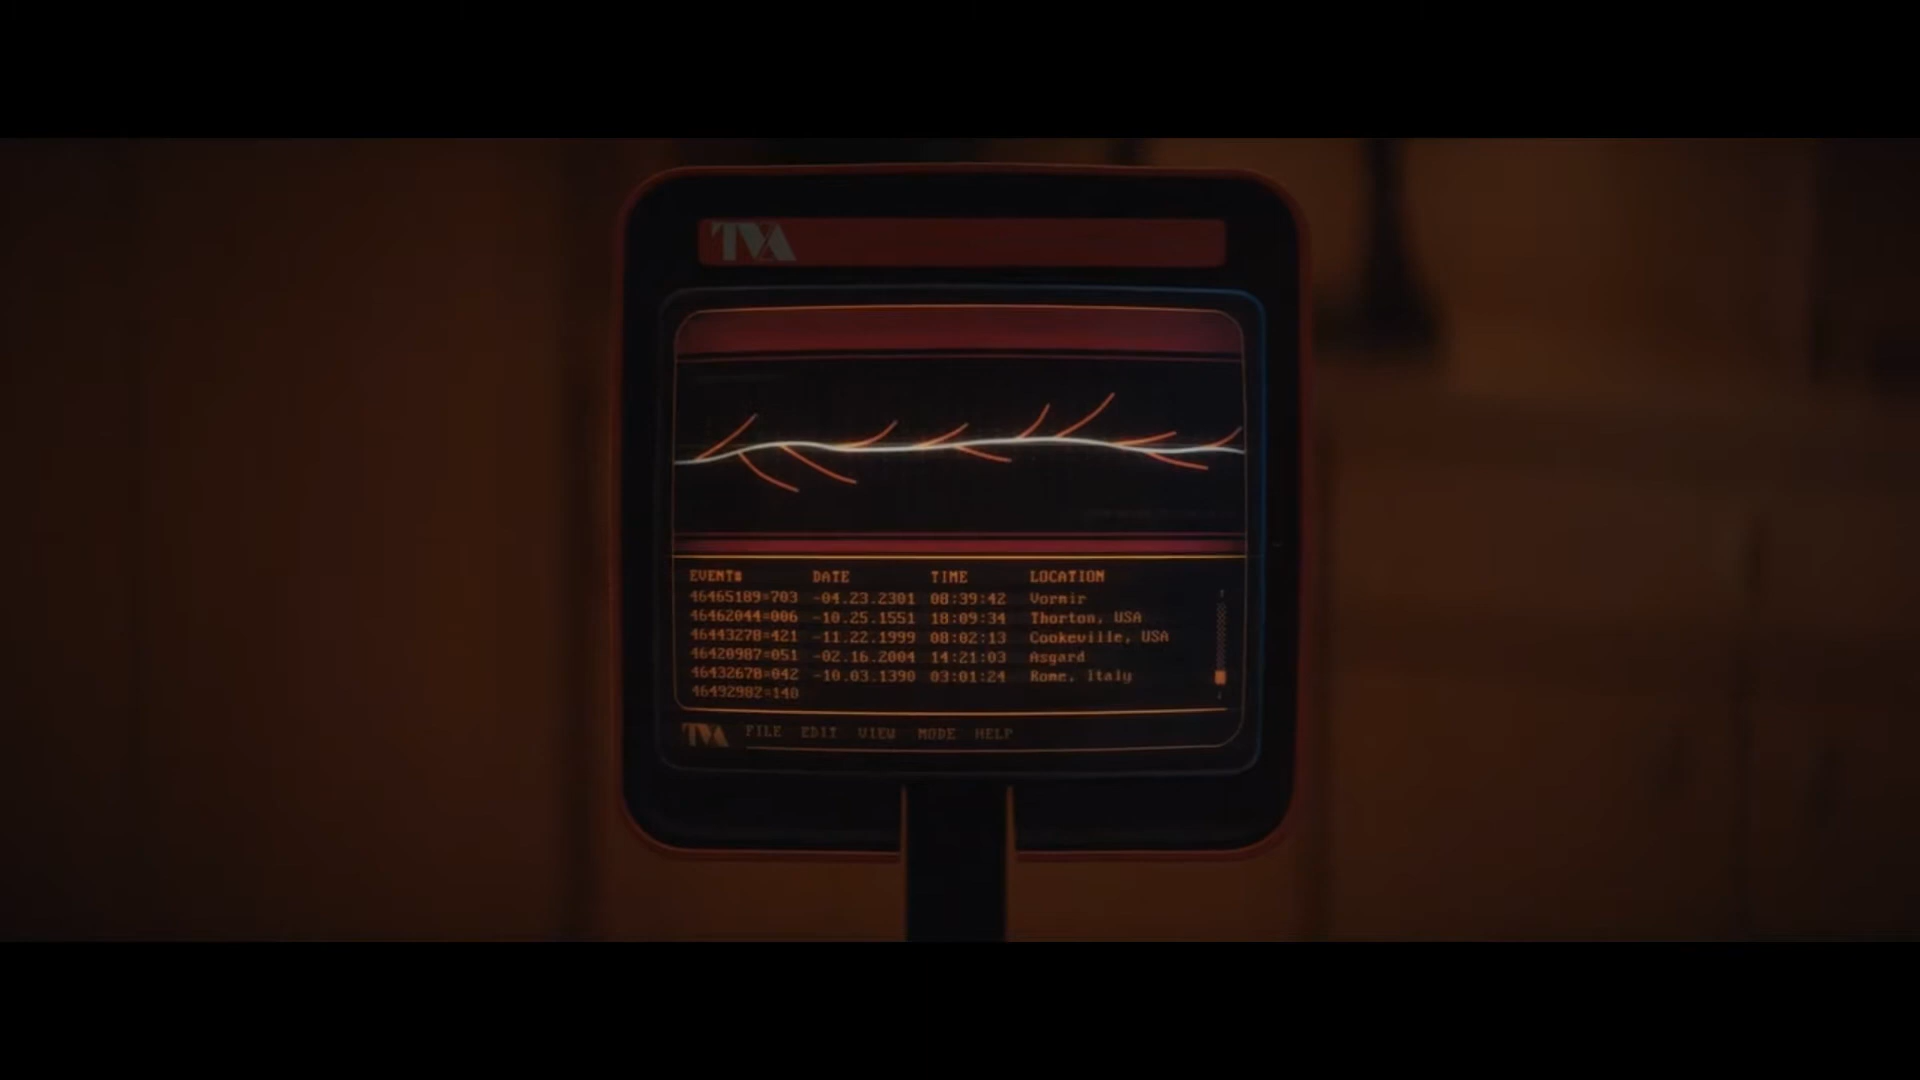 TVA
EVENT# DATE TIME LOCATION
46465189=703 -04.23.2301 08:39:42 Vormir
46462044=006 -10.25.1551 18:09:34 Thorton, USA
46443278=421 -11.22.1999 08:02:13 Cookeville, USA
46420987=051 -02.16.2004 14:21:03 Asgard
46432678=042 -10.03.1390 03:01:24 Rome, Italy
46492982=140
TVA FILE EDIT VIEW MODE HELP